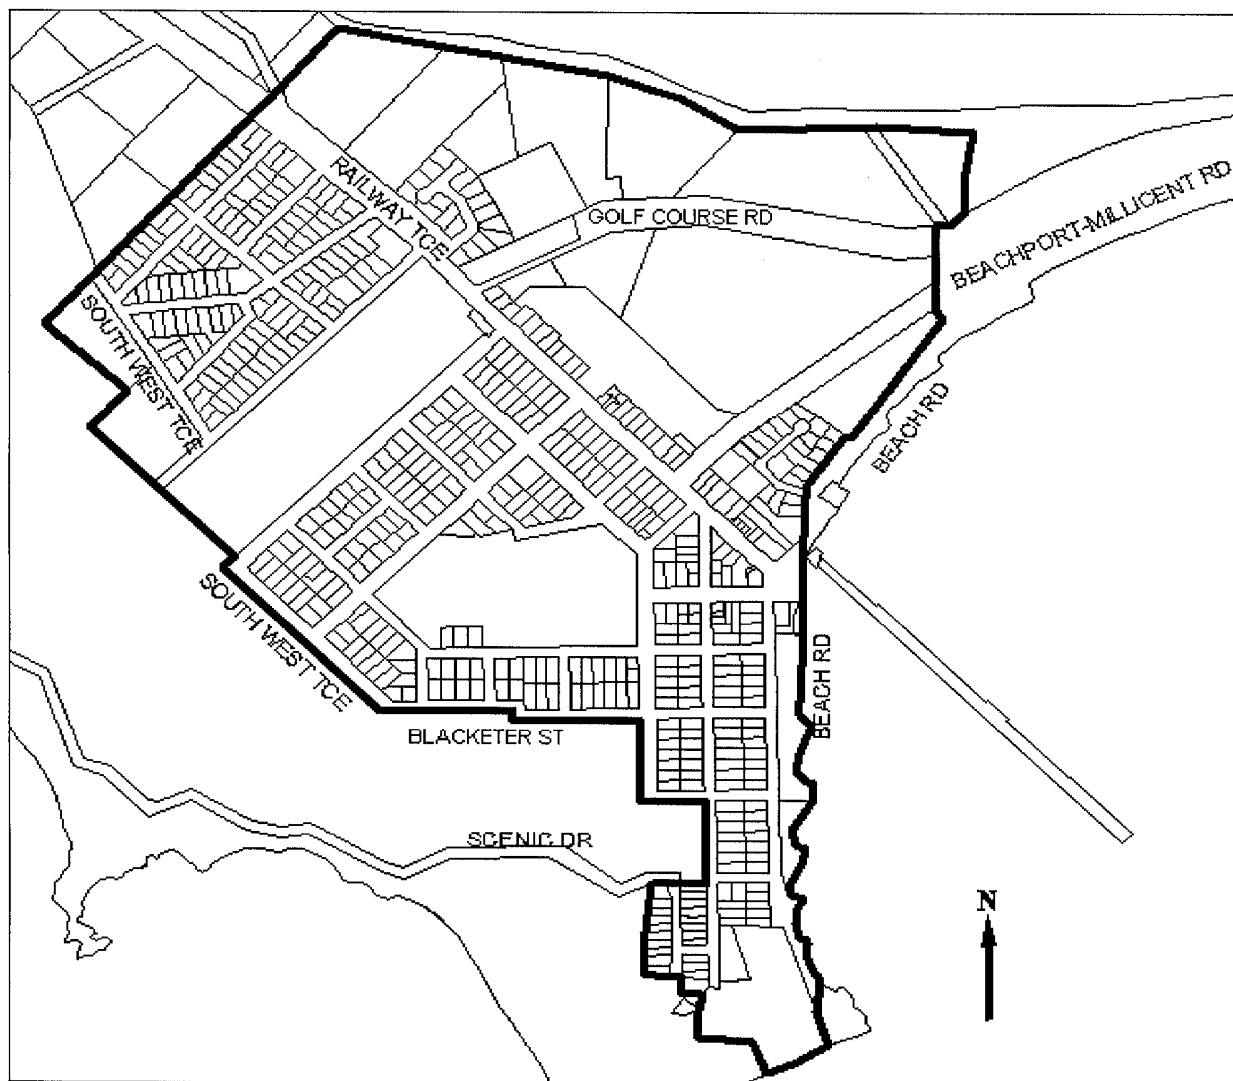 RAILWAY TCE
GOLF COURSE RD
BEACHPORT-MILLICENT RD
SOUTH WEST TCE
BEACH RD
SOUTH WEST TCE
BEACH RD
BLACKETER ST
SCENIC DR
N